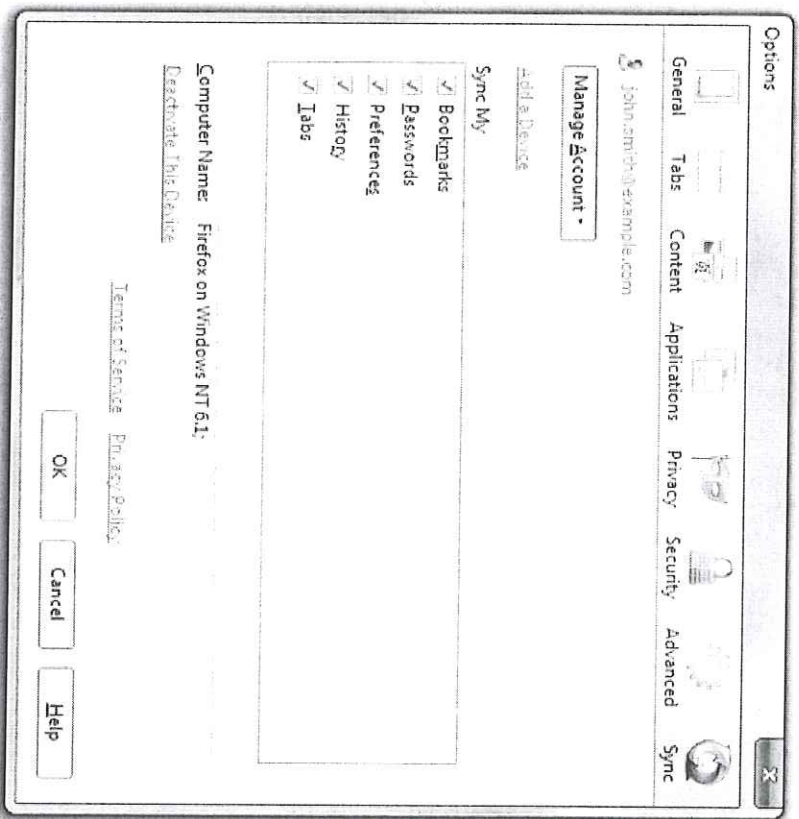 Options
General Tabs Content Applications Privacy Security Advanced Sync
john.smith@example.com
Manage Account
Add a Device
Sync My
Bookmarks
Passwords
Preferences
History
Tabs
Computer Name: Firefox on Windows NT 6.1;
Deactivate This Device
Terms of Service Privacy Policy
OK Cancel Help